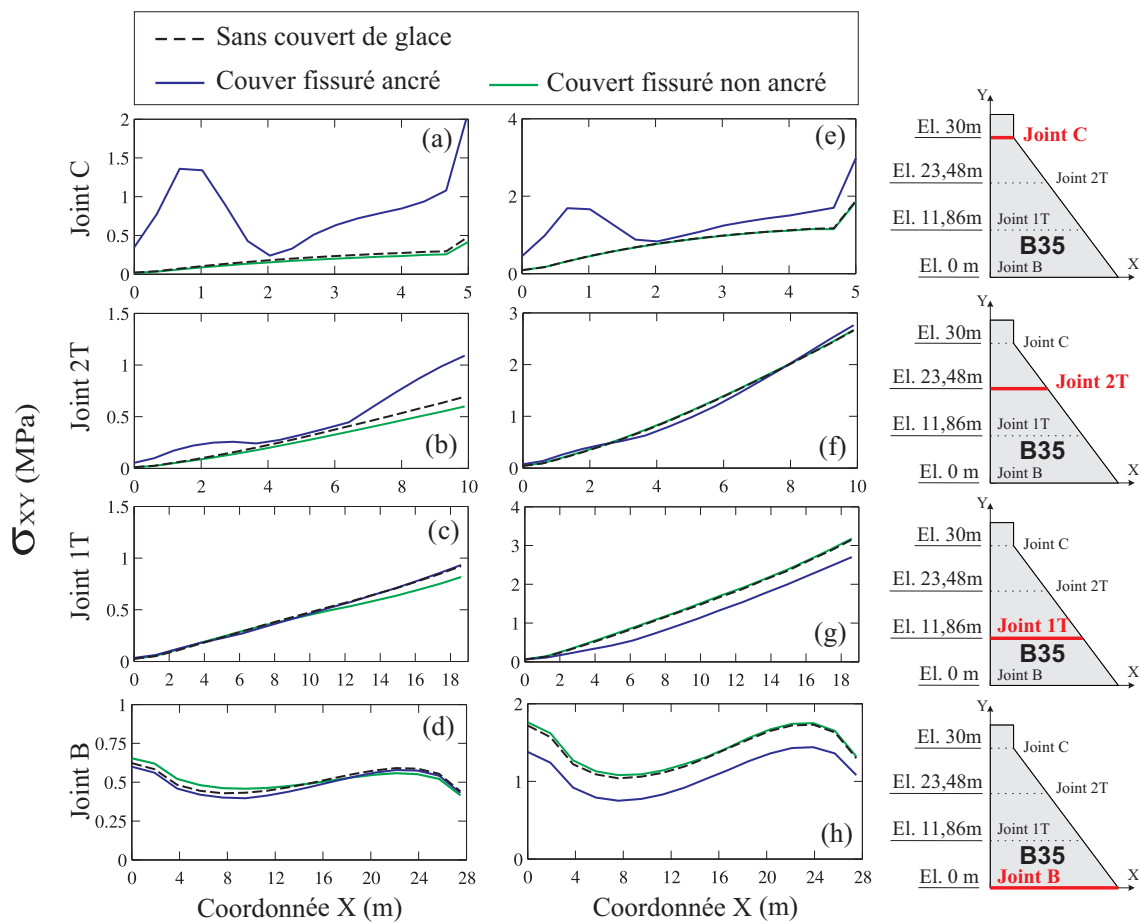 Sans couvert de glace
Couver fissuré ancré
Couvert fissuré non ancré
σXY (MPa)
Joint C
2
1.5
1
0.5
0
(a)
0 1 2 3 4 5
4
2
0
(e)
0 1 2 3 4 5
Joint 2T
1.5
1
0.5
0
(b)
0 2 4 6 8 10
3
2
1
0
(f)
0 2 4 6 8 10
Joint 1T
1.5
1
0.5
0
(c)
0 2 4 6 8 10 12 14 16 18
4
3
2
1
0
(g)
0 2 4 6 8 10 12 14 16 18
Joint B
1
0.75
0.5
0.25
0
(d)
0 4 8 12 16 20 24 28
2
1
0
(h)
0 4 8 12 16 20 24 28
Coordonnée X (m)
Coordonnée X (m)
Y
El. 30m
Joint C
El. 23,48m
Joint 2T
El. 11,86m
Joint 1T
B35
El. 0 m
Joint B
X
Y
El. 30m
Joint C
El. 23,48m
Joint 2T
El. 11,86m
Joint 1T
B35
El. 0 m
Joint B
X
Y
El. 30m
Joint C
El. 23,48m
Joint 2T
El. 11,86m
Joint 1T
B35
El. 0 m
Joint B
X
Y
El. 30m
Joint C
El. 23,48m
Joint 2T
El. 11,86m
Joint 1T
B35
El. 0 m
Joint B
X